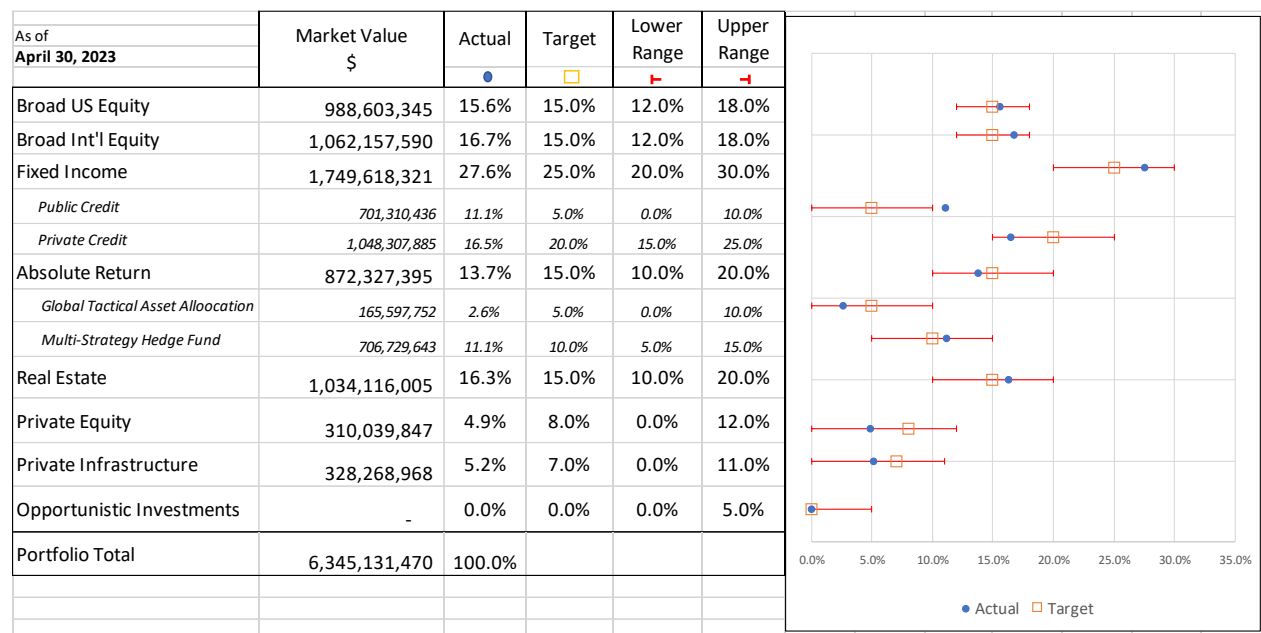 As of
April 30, 2023
Market Value
$
Actual
Target
Lower
Range
Upper
Range
Broad US Equity 988,603,345 15.6% 15.0% 12.0% 18.0%
Broad Int'l Equity 1,062,157,590 16.7% 15.0% 12.0% 18.0%
Fixed Income 1,749,618,321 27.6% 25.0% 20.0% 30.0%
Public Credit 701,310,436 11.1% 5.0% 0.0% 10.0%
Private Credit 1,048,307,885 16.5% 20.0% 15.0% 25.0%
Absolute Return 872,327,395 13.7% 15.0% 10.0% 20.0%
Global Tactical Asset Alloocation 165,597,752 2.6% 5.0% 0.0% 10.0%
Multi-Strategy Hedge Fund 706,729,643 11.1% 10.0% 5.0% 15.0%
Real Estate 1,034,116,005 16.3% 15.0% 10.0% 20.0%
Private Equity 310,039,847 4.9% 8.0% 0.0% 12.0%
Private Infrastructure 328,268,968 5.2% 7.0% 0.0% 11.0%
Opportunistic Investments - 0.0% 0.0% 0.0% 5.0%
Portfolio Total 6,345,131,470 100.0%
0.0% 5.0% 10.0% 15.0% 20.0% 25.0% 30.0% 35.0%
Actual Target